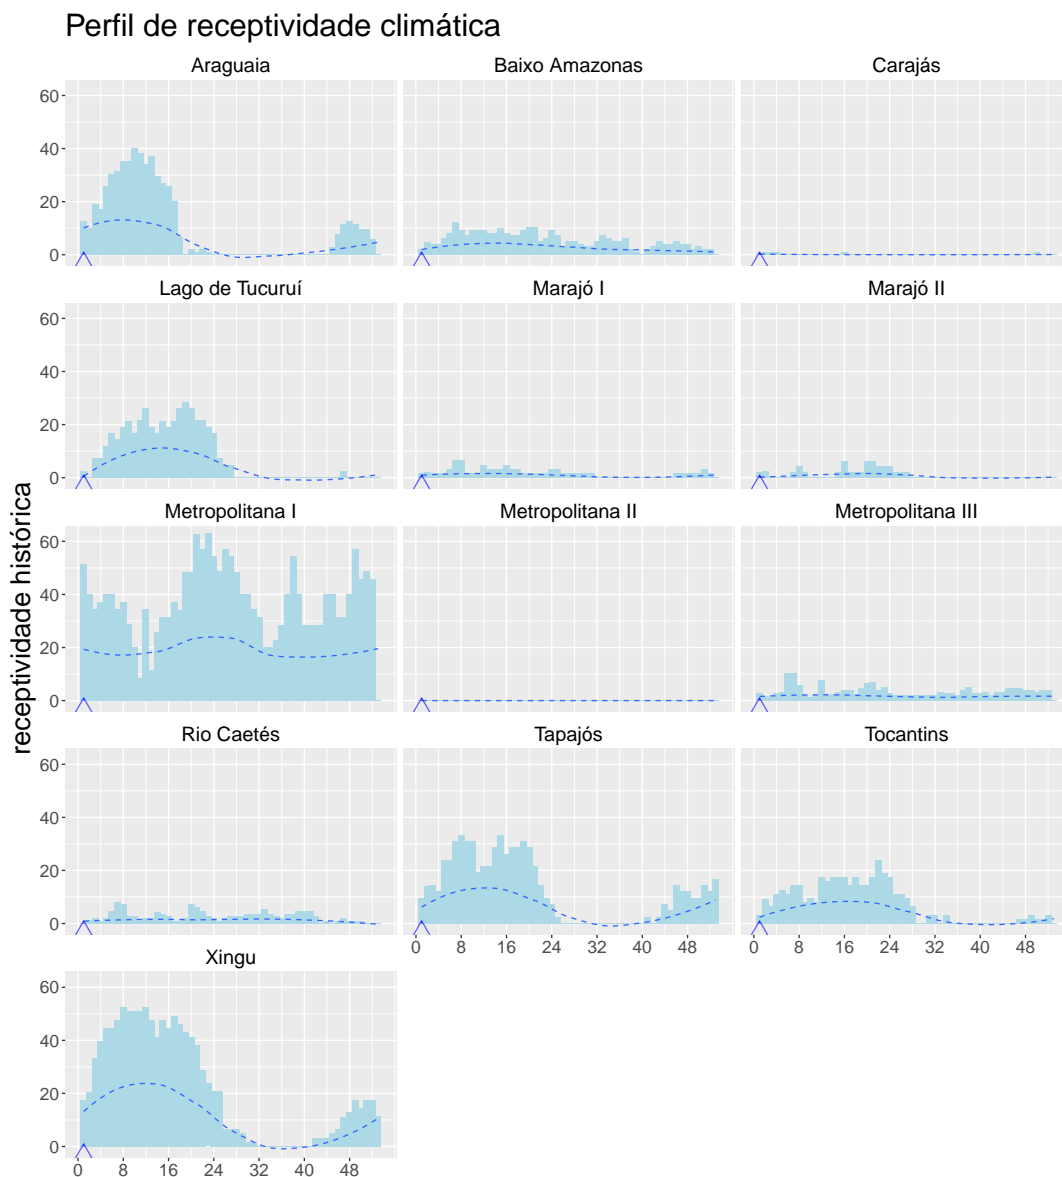 Perfil de receptividade climática
Araguaia
Baixo Amazonas
Carajás
60
40
20
0
Lago de Tucuruí
Marajó I
Marajó II
60
40
20
0
receptividade histórica
Metropolitana I
Metropolitana II
Metropolitana III
60
40
20
0
Rio Caetés
Tapajós
Tocantins
60
40
20
0
0 8 16 24 32 40 48
0 8 16 24 32 40 48
Xingu
60
40
20
0
0 8 16 24 32 40 48